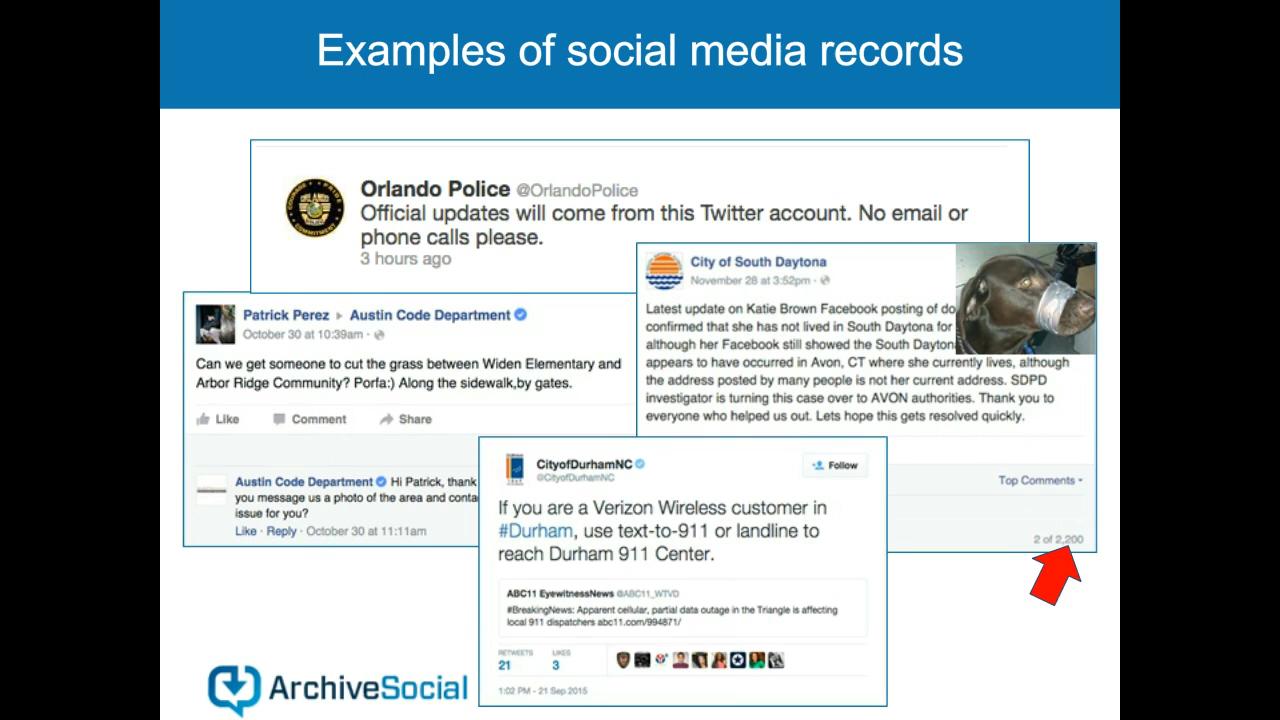 Examples of social media records
Orlando Police @OrlandoPolice
Official updates will come from this Twitter account. No email or
phone calls please.
3 hours ago
City of South Daytona
November 28 at 3:52pm ·
Latest update on Katie Brown Facebook posting of do
confirmed that she has not lived in South Daytona for
although her Facebook still showed the South Daytona
appears to have occurred in Avon, CT where she currently lives, although
the address posted by many people is not her current address. SDPD
investigator is turning this case over to AVON authorities. Thank you to
everyone who helped us out. Lets hope this gets resolved quickly.
Top Comments
2 of 2,200
Patrick Perez ▸ Austin Code Department
October 30 at 10:39am ·
Can we get someone to cut the grass between Widen Elementary and
Arbor Ridge Community? Porfa:) Along the sidewalk,by gates.
Like Comment Share
Austin Code Department Hi Patrick, thank
you message us a photo of the area and conta
issue for you?
Like · Reply · October 30 at 11:11am
CityofDurhamNC
@CityofDurhamNC
Follow
If you are a Verizon Wireless customer in
#Durham, use text-to-911 or landline to
reach Durham 911 Center.
ABC11 EyewitnessNews @ABC11_WTVD
#BreakingNews: Apparent cellular, partial data outage in the Triangle is affecting
local 911 dispatchers abc11.com/994871/
RETWEETS LIKES
21 3
1:02 PM - 21 Sep 2015
ArchiveSocial